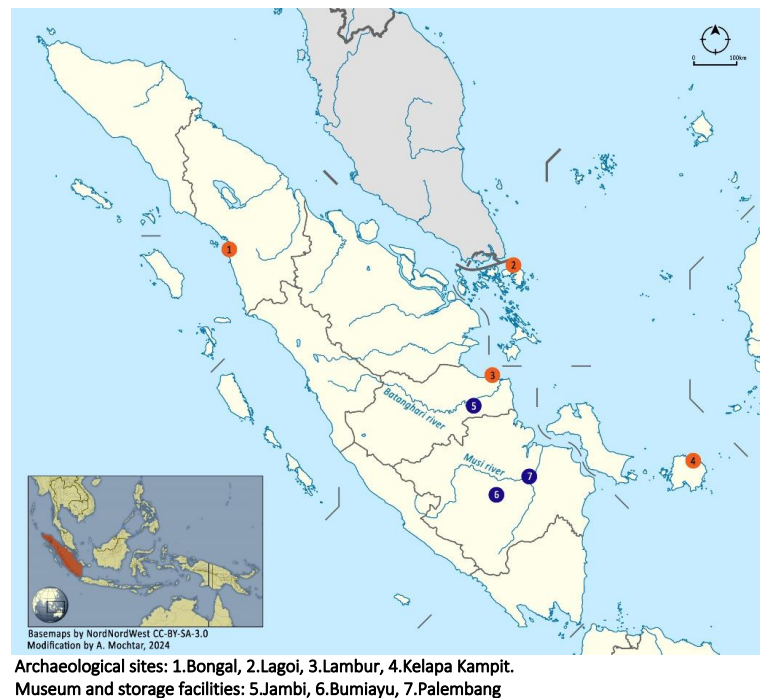 0 100km
1
2
3
Batanghari river
5
4
Musi river
7
6
Basemaps by NordNordWest CC-BY-SA-3.0
Modification by A. Mochtar, 2024
Archaeological sites: 1.Bongal, 2.Lagoi, 3.Lambur, 4.Kelapa Kampit.
Museum and storage facilities: 5.Jambi, 6.Bumiayu, 7.Palembang